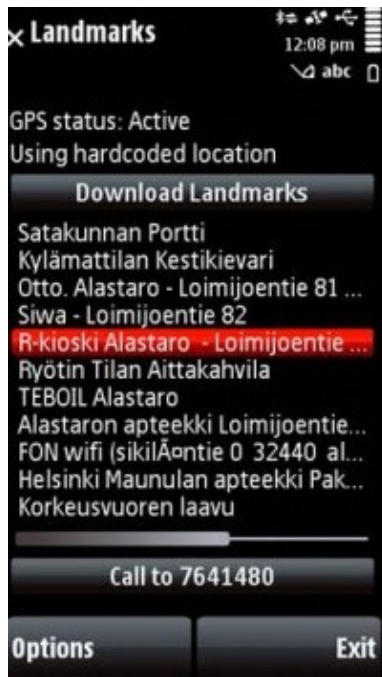 Landmarks
12:08 pm
abc
GPS status: Active
Using hardcoded location
Download Landmarks
Satakunnan Portti
Kylämattilan Kestikievari
Otto. Alastaro - Loimijoentie 81 ...
Siwa - Loimijoentie 82
R-kioski Alastaro - Loimijoentie ...
Ryötin Tilan Aittakahvila
TEBOIL Alastaro
Alastaron apteekki Loimijoentie...
FON wifi (sikilÃ¤ntie 0 32440 al...
Helsinki Maunulan apteekki Pak...
Korkeusvuoren laavu
Call to 7641480
Options
Exit